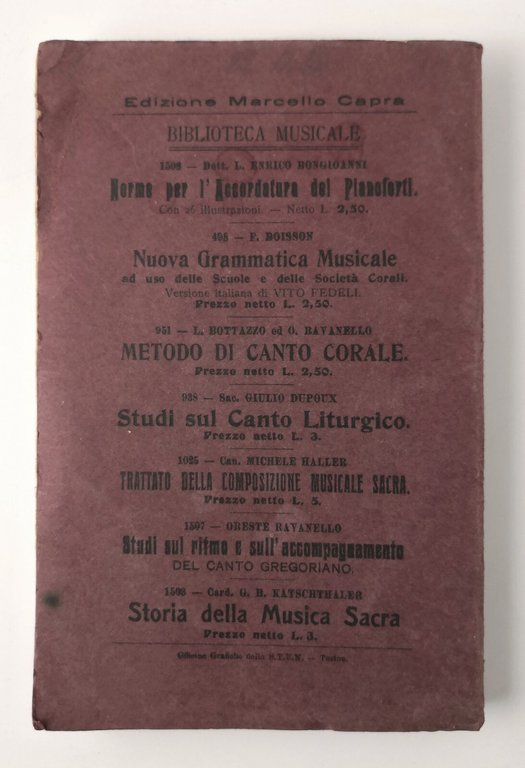 Edizione Marcello Capra
BIBLIOTECA MUSICALE
1508 — Dott. L. ENRICO BONGIOANNI
Norme per l'Accordatura dei Pianoforti.
Con 26 illustrazioni. — Netto L. 2,50.
495 — F. BOISSON
Nuova Grammatica Musicale
ad uso delle Scuole e delle Società Corali.
Versione italiana di VITO FEDELI.
Prezzo netto L. 2,50.
951 — L. BOTTAZZO ed O. RAVANELLO
METODO DI CANTO CORALE.
Prezzo netto L. 2,50.
938 — Sac. GIULIO DUPOUX
Studi sul Canto Liturgico.
Prezzo netto L. 3.
1025 — Can. MICHELE HALLER
TRATTATO DELLA COMPOSIZIONE MUSICALE SACRA.
Prezzo netto L. 5.
1597 — ORESTE RAVANELLO
Studi sul ritmo e sull'accompagnamento
DEL CANTO GREGORIANO.
1593 — Card. G. B. KATSCHTHALER
Storia della Musica Sacra
Prezzo netto L. 3.
Officine Grafiche della S.T.E.N. — Torino.